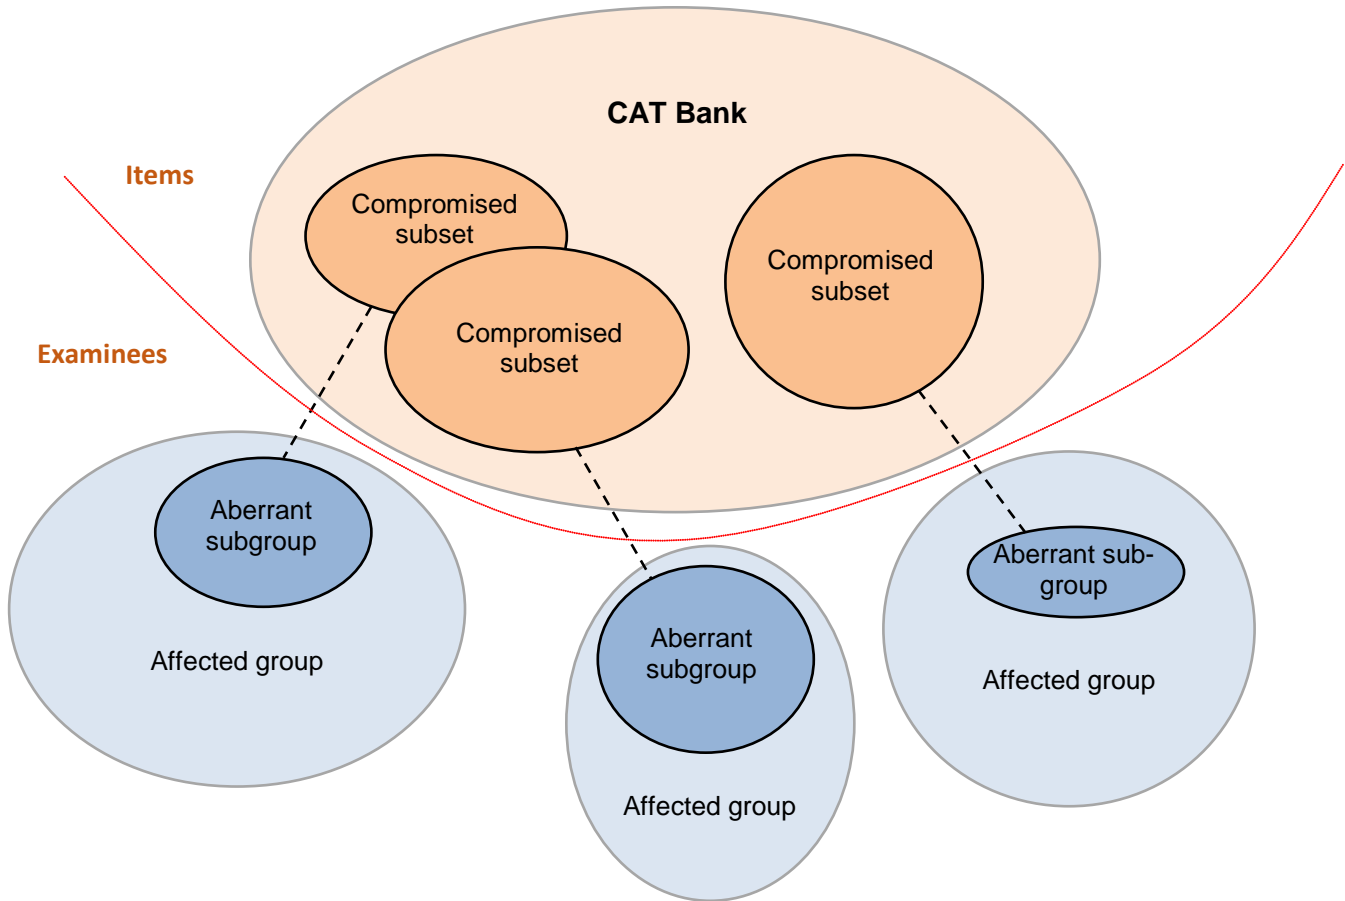 CAT Bank
Items
Compromised
subset
Compromised
subset
Compromised
subset
Examinees
Aberrant
subgroup
Affected group
Aberrant
subgroup
Affected group
Aberrant sub-
group
Affected group